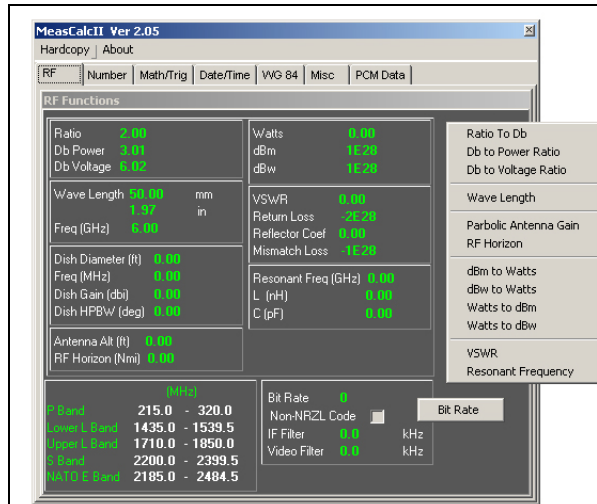 MeasCalcII Ver 2.05
Hardcopy About
RF Number Math/Trig Date/Time WG 84 Misc PCM Data
RF Functions
Ratio 2.00
Db Power 3.01
Db Voltage 6.02
Wave Length 50.00 mm
1.97 in
Freq (GHz) 6.00
Dish Diameter (ft) 0.00
Freq (MHz) 0.00
Dish Gain (dbi) 0.00
Dish HPBW (deg) 0.00
Antenna Alt (ft) 0.00
RF Horizon (Nmi) 0.00
Watts 0.00
dBm 1E28
dBw 1E28
VSWR 0.00
Return Loss -2E28
Reflector Coef 0.00
Mismatch Loss -1E28
Resonant Freq (GHz) 0.00
L (nH) 0.00
C (pF) 0.00
Ratio To Db
Db to Power Ratio
Db to Voltage Ratio
Wave Length
Parbolic Antenna Gain
RF Horizon
dBm to Watts
dBw to Watts
Watts to dBm
Watts to dBw
VSWR
Resonant Frequency
(MHz)
P Band 215.0 - 320.0
Lower L Band 1435.0 - 1539.5
Upper L Band 1710.0 - 1850.0
S Band 2200.0 - 2399.5
NATO E Band 2185.0 - 2484.5
Bit Rate 0
Non-NRZL Code
IF Filter 0.0 kHz
Video Filter 0.0 kHz
Bit Rate